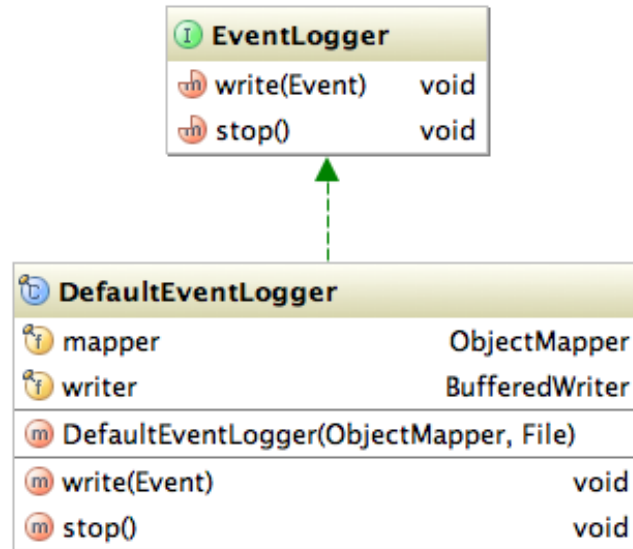 EventLogger
write(Event) void
stop() void
DefaultEventLogger
mapper ObjectMapper
writer BufferedWriter
DefaultEventLogger(ObjectMapper, File)
write(Event) void
stop() void